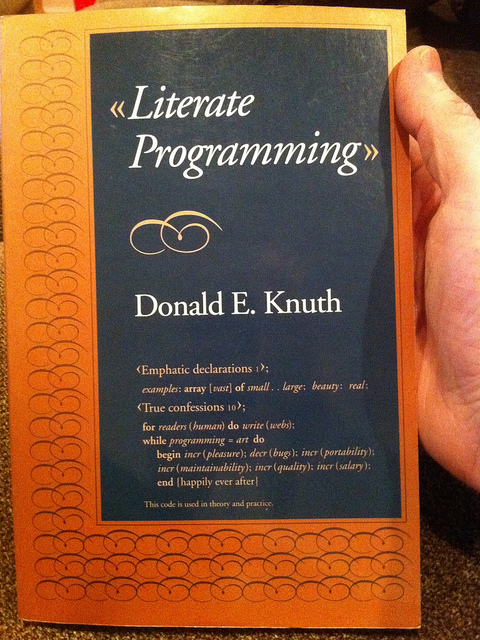 «Literate
Programming»
Donald E. Knuth
‹Emphatic declarations 1›;
examples: array [vast] of small . . large; beauty: real;
‹True confessions 10›;
for readers (human) do write (webs);
while programming = art do
begin incr (pleasure); decr (bugs); incr (portability);
incr (maintainability); incr (quality); incr (salary);
end {happily ever after}
This code is used in theory and practice.